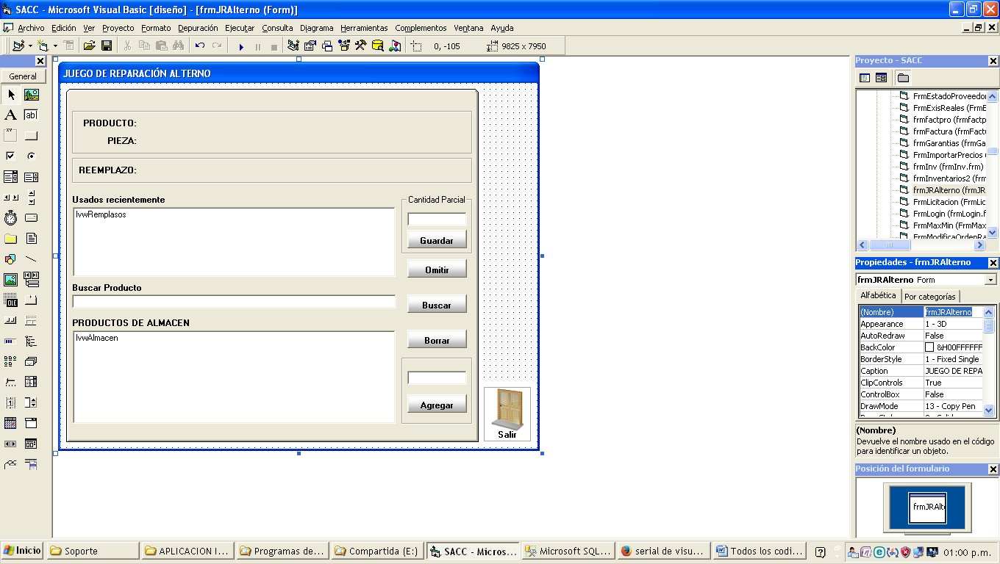 SACC - Microsoft Visual Basic [diseño] - [frmJRAlterno (Form)]
Archivo Edición Ver Proyecto Formato Depuración Ejecutar Consulta Diagrama Herramientas Complementos Ventana Ayuda
0, -105
9825 x 7950
General
JUEGO DE REPARACIÓN ALTERNO
PRODUCTO:
PIEZA:
REEMPLAZO:
Usados recientemente
lvwRemplasos
Cantidad Parcial
Guardar
Omitir
Buscar Producto
Buscar
PRODUCTOS DE ALMACEN
lvwAlmacen
Borrar
Agregar
Salir
Proyecto - SACC
FrmEstadoProveedor
FrmExisReales (FrmE
frmfactpro (frmfactp
frmFactura (frmFact
frmGarantias (frmGa
FrmImportarPrecios (
frmInv (frmInv.frm)
frmInventarios2 (frm
frmJRAlterno (frmJR
FrmLicitacion (FrmLic
FrmLogin (frmLogin.f
FrmMaxMin (FrmMax
FrmModificaOrdenRa
Propiedades - frmJRAlterno
frmJRAlterno Form
Alfabética Por categorías
(Nombre) frmJRAlterno
Appearance 1 - 3D
AutoRedraw False
BackColor &H00FFFFFF
BorderStyle 1 - Fixed Single
Caption JUEGO DE REPA
ClipControls True
ControlBox False
DrawMode 13 - Copy Pen
(Nombre)
Devuelve el nombre usado en el código
para identificar un objeto.
Posición del formulario
frmJRAlte
Inicio Soporte APLICACION I... Programas de... Compartida (E:) SACC - Micros... Microsoft SQL... serial de visu... Todos los codi... 01:00 p.m.